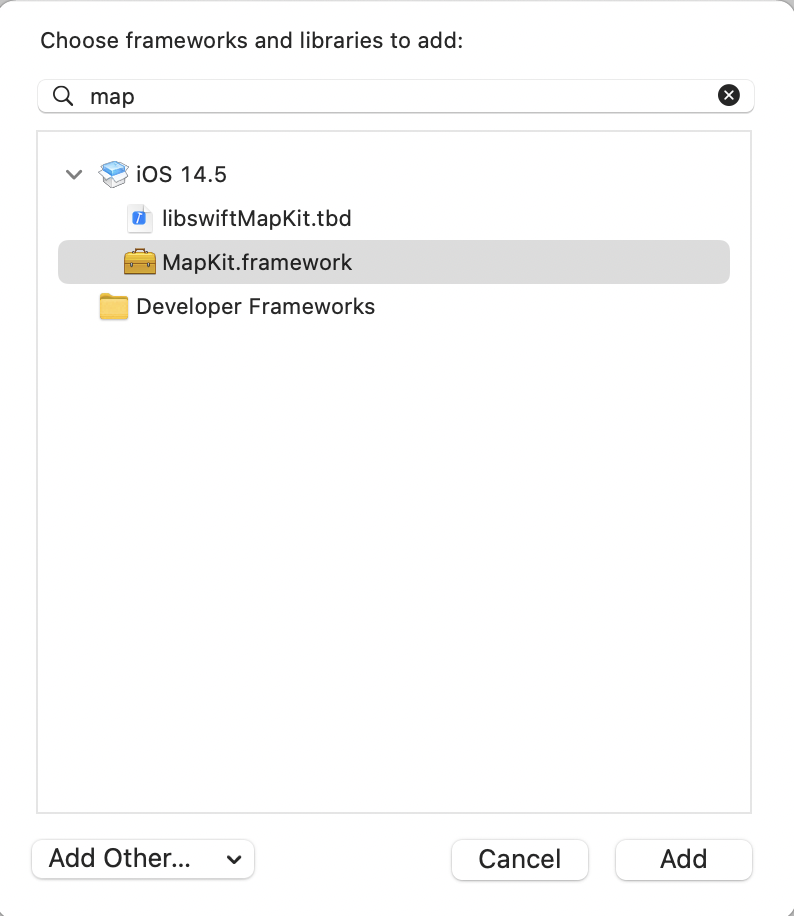 Choose frameworks and libraries to add:
map
iOS 14.5
libswiftMapKit.tbd
MapKit.framework
Developer Frameworks
Add Other... Cancel Add